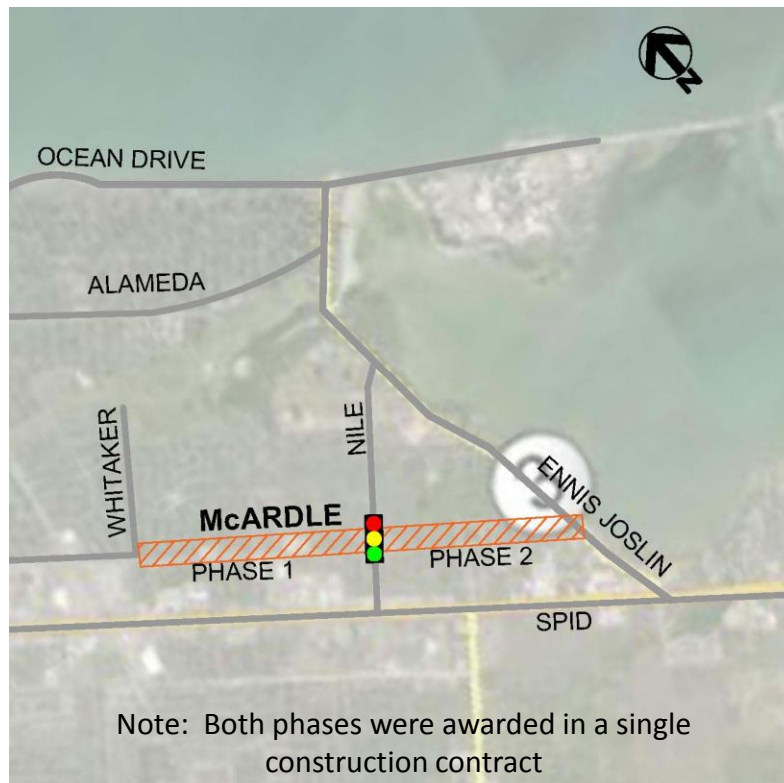 N
OCEAN DRIVE
ALAMEDA
WHITAKER
NILE
McARDLE
ENNIS JOSLIN
PHASE 1
PHASE 2
SPID
Note: Both phases were awarded in a single
construction contract